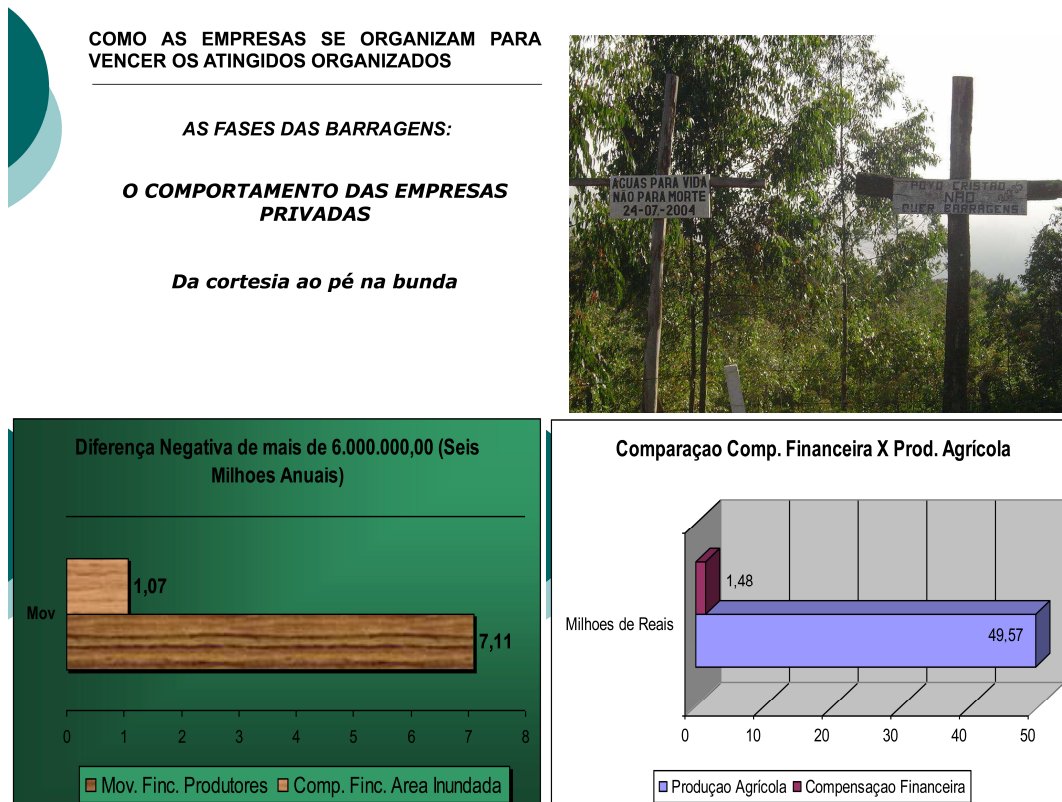 COMO AS EMPRESAS SE ORGANIZAM PARA
VENCER OS ATINGIDOS ORGANIZADOS
AS FASES DAS BARRAGENS:
O COMPORTAMENTO DAS EMPRESAS
PRIVADAS
Da cortesia ao pé na bunda
AGUAS PARA VIDA
NÃO PARA MORTE
24-07-2004
POVO CRISTÃO
NÃO
QUER BARRAGENS
Diferença Negativa de mais de 6.000.000,00 (Seis
Milhoes Anuais)
1,07
Mov
7,11
0 1 2 3 4 5 6 7 8
Mov. Finc. Produtores Comp. Finc. Area Inundada
Comparaçao Comp. Financeira X Prod. Agrícola
1,48
Milhoes de Reais
49,57
0 10 20 30 40 50
Produçao Agrícola Compensaçao Financeira